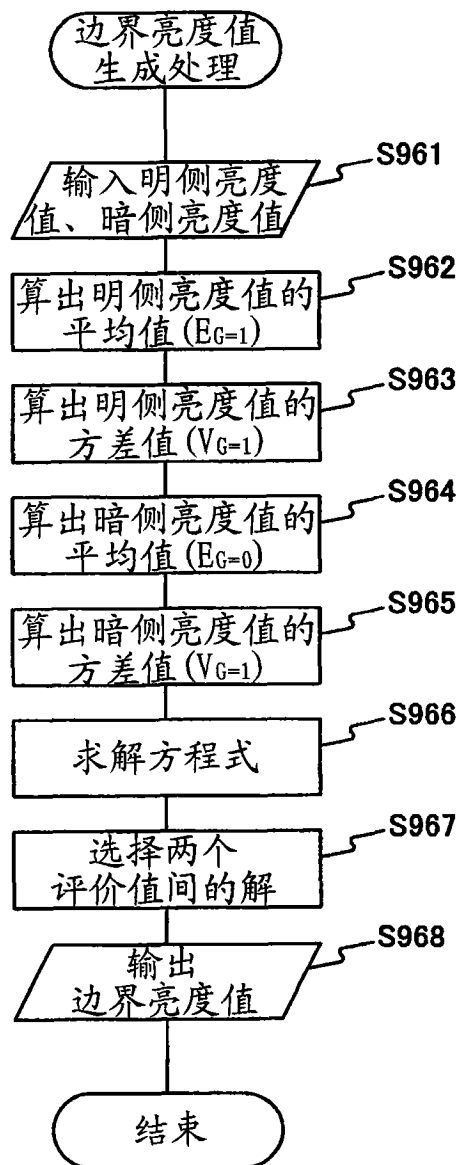 边界亮度值
生成处理
S961
输入明侧亮度
值、暗侧亮度值
S962
算出明侧亮度值的
平均值(EG=1)
S963
算出明侧亮度值的
方差值(VG=1)
S964
算出暗侧亮度值的
平均值(EG=0)
S965
算出暗侧亮度值的
方差值(VG=1)
S966
求解方程式
S967
选择两个
评价值间的解
S968
输出
边界亮度值
结束